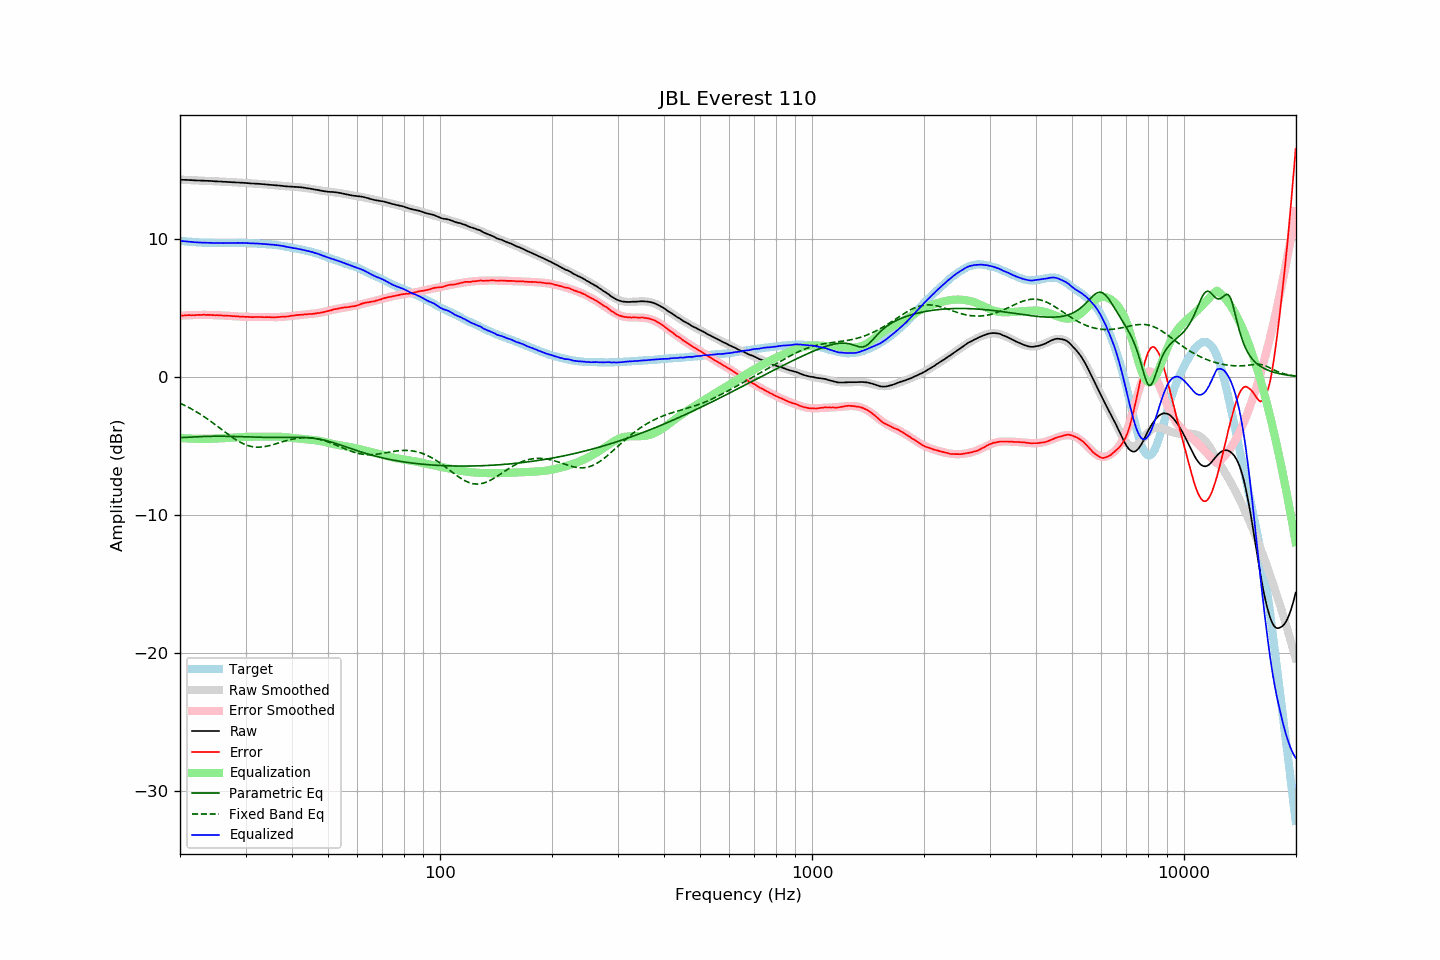 JBL Everest 110
10
0
−10
−20
−30
Amplitude (dBr)
100
1000
10000
Frequency (Hz)
Target
Raw Smoothed
Error Smoothed
Raw
Error
Equalization
Parametric Eq
Fixed Band Eq
Equalized